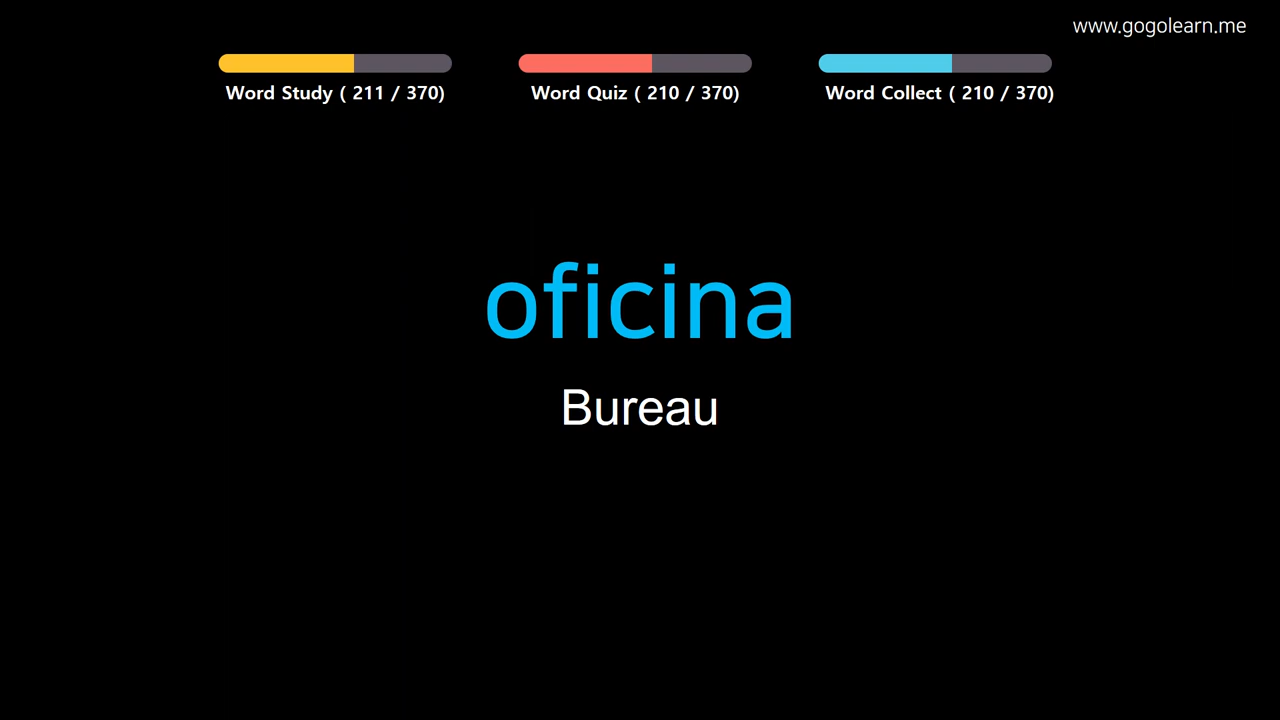 www.gogolearn.me
Word Study ( 211 / 370)
Word Quiz ( 210 / 370)
Word Collect ( 210 / 370)
oficina
Bureau